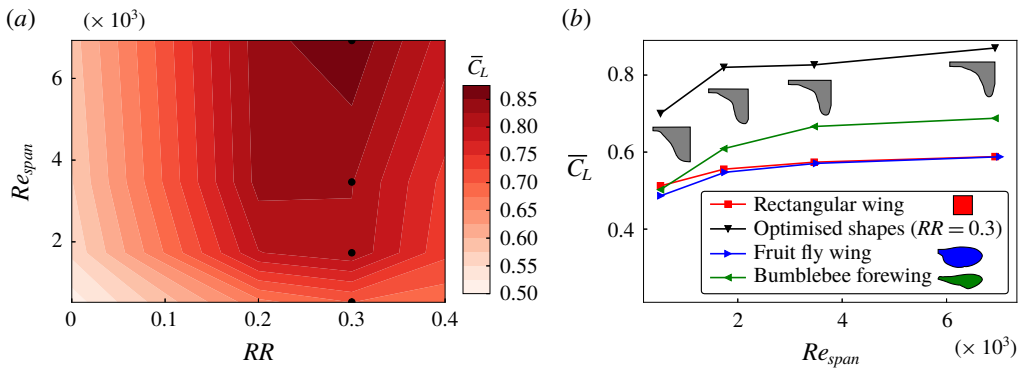 (a)
(× 10³)
6
4
2
Re_span
0
0.1
0.2
0.3
0.4
RR
C̅_L
0.85
0.80
0.75
0.70
0.65
0.60
0.55
0.50
(b)
0.8
0.6
0.4
C̅_L
Rectangular wing
Optimised shapes (RR = 0.3)
Fruit fly wing
Bumblebee forewing
2
4
6
Re_span
(× 10³)